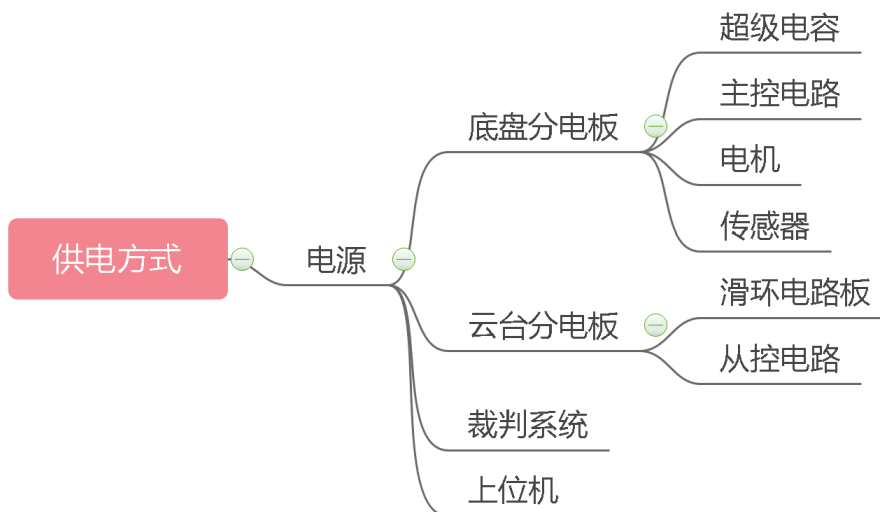 供电方式
电源
底盘分电板
超级电容
主控电路
电机
传感器
云台分电板
滑环电路板
从控电路
裁判系统
上位机